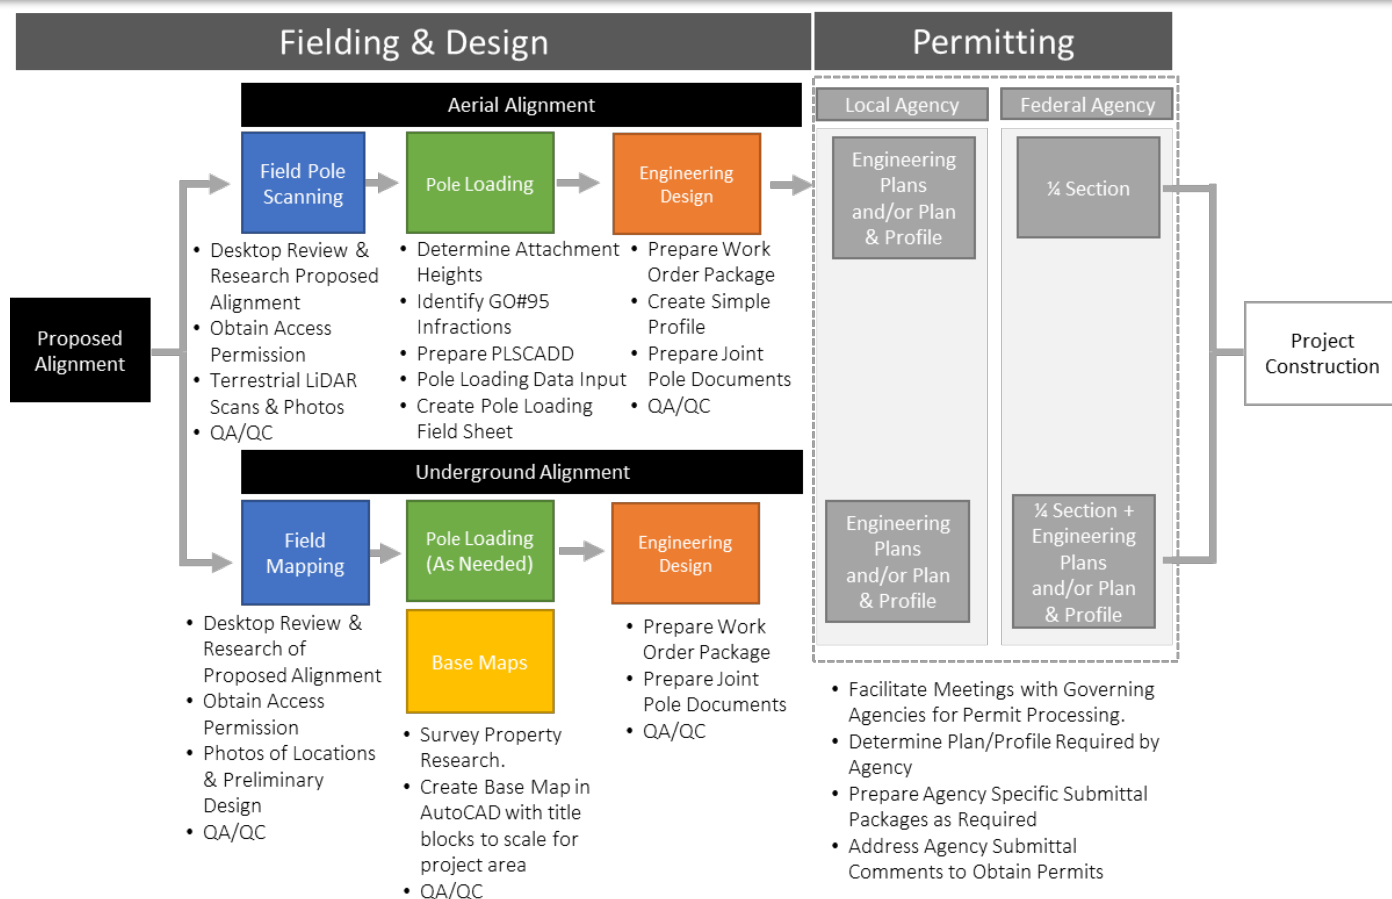 Fielding & Design
Permitting
Aerial Alignment
Local Agency
Federal Agency
Field Pole
Scanning
Pole Loading
Engineering
Design
Engineering
Plans
and/or Plan
& Profile
¼ Section
• Desktop Review &
Research Proposed
Alignment
• Obtain Access
Permission
• Terrestrial LiDAR
Scans & Photos
• QA/QC
• Determine Attachment
Heights
• Identify GO#95
Infractions
• Prepare PLSCADD
• Pole Loading Data Input
• Create Pole Loading
Field Sheet
• Prepare Work
Order Package
• Create Simple
Profile
• Prepare Joint
Pole Documents
• QA/QC
Proposed
Alignment
Project
Construction
Underground Alignment
Field
Mapping
Pole Loading
(As Needed)
Engineering
Design
Engineering
Plans
and/or Plan
& Profile
¼ Section +
Engineering
Plans
and/or Plan
& Profile
Base Maps
• Desktop Review &
Research of
Proposed Alignment
• Obtain Access
Permission
• Photos of Locations
& Preliminary
Design
• QA/QC
• Survey Property
Research.
• Create Base Map in
AutoCAD with title
blocks to scale for
project area
• QA/QC
• Prepare Work
Order Package
• Prepare Joint
Pole Documents
• QA/QC
• Facilitate Meetings with Governing
Agencies for Permit Processing.
• Determine Plan/Profile Required by
Agency
• Prepare Agency Specific Submittal
Packages as Required
• Address Agency Submittal
Comments to Obtain Permits